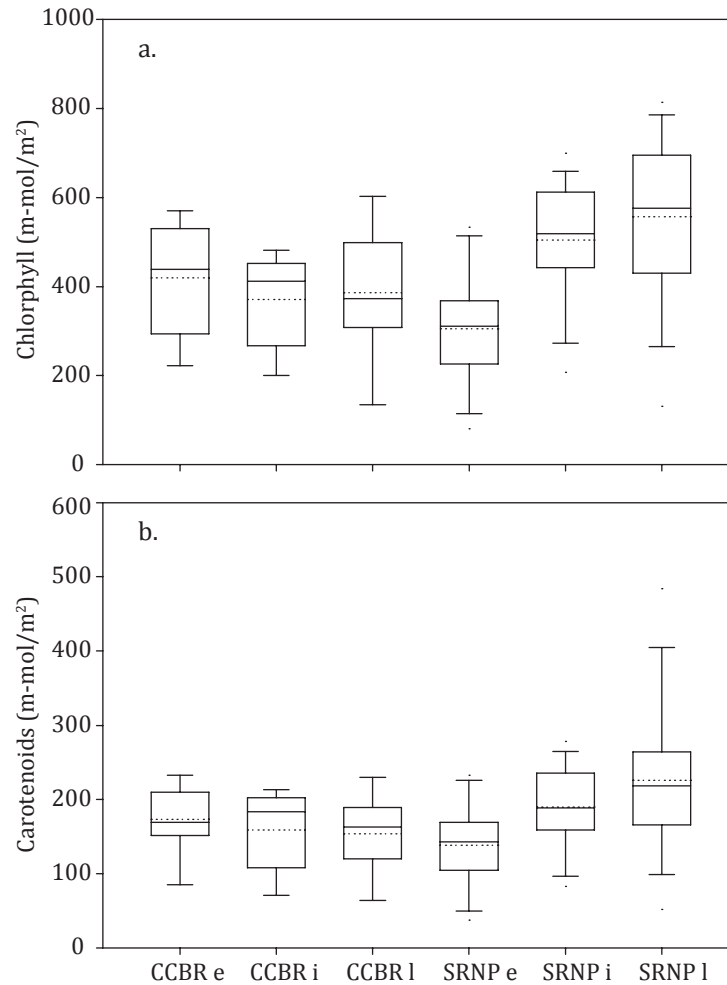 1000
a.
800
600
400
200
0
Chlorphyll (m-mol/m²)
600
b.
500
400
300
200
100
0
Carotenoids (m-mol/m²)
CCBR e CCBR i CCBR l SRNP e SRNP i SRNP l